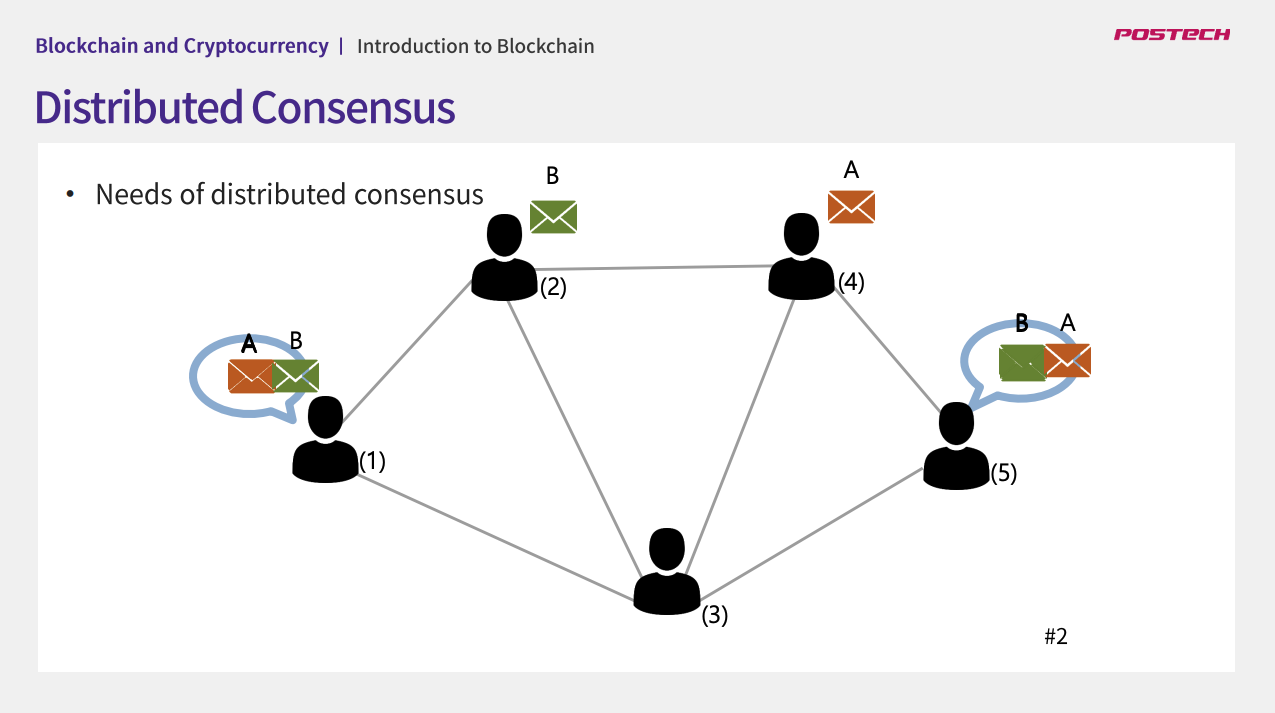 Blockchain and Cryptocurrency | Introduction to Blockchain
POSTECH
Distributed Consensus
• Needs of distributed consensus
B
A
(2)
(4)
A B
B A
(1)
(5)
(3)
#2